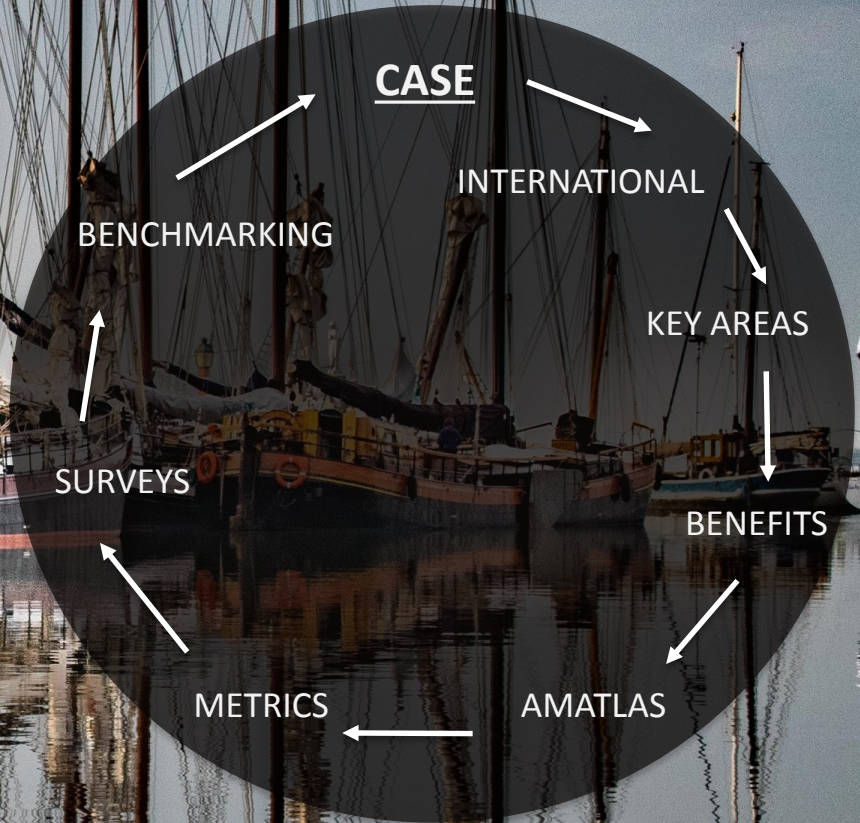 CASE
INTERNATIONAL
KEY AREAS
BENEFITS
AMATLAS
METRICS
SURVEYS
BENCHMARKING